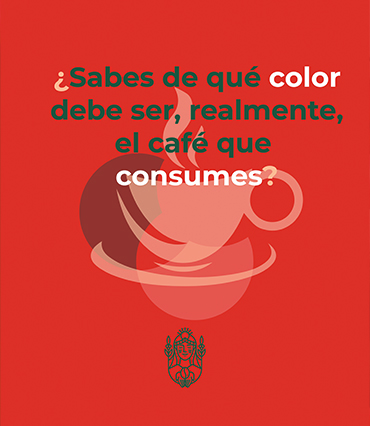 ¿Sabes de qué color
debe ser, realmente,
el café que
consumes?